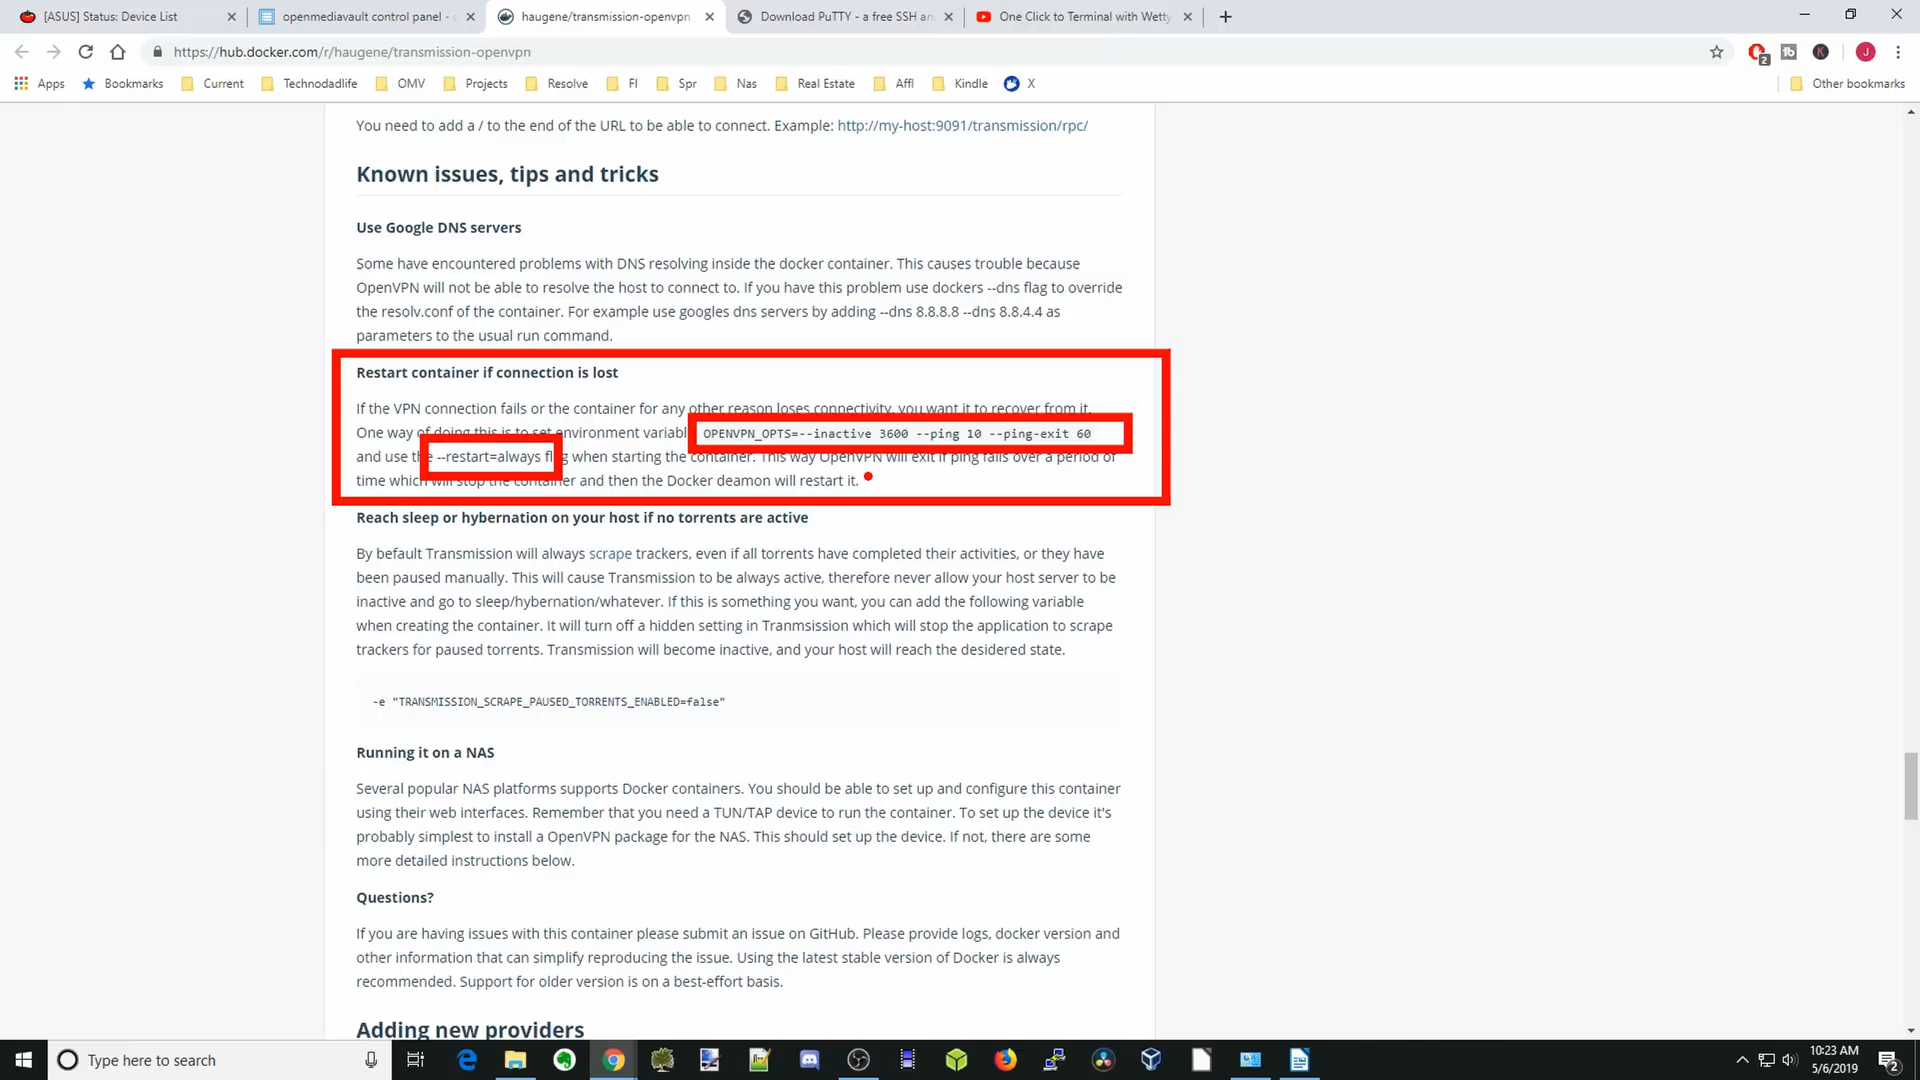 [ASUS] Status: Device List
openmediavault control panel -
haugene/transmission-openvpn
Download PuTTY - a free SSH an
One Click to Terminal with Wetty
https://hub.docker.com/r/haugene/transmission-openvpn
2
J
Apps
Bookmarks
Current
Technodadlife
OMV
Projects
Resolve
FI
Spr
Nas
Real Estate
Affl
Kindle
X
Other bookmarks
You need to add a / to the end of the URL to be able to connect. Example: http://my-host:9091/transmission/rpc/
Known issues, tips and tricks
Use Google DNS servers
Some have encountered problems with DNS resolving inside the docker container. This causes trouble because
OpenVPN will not be able to resolve the host to connect to. If you have this problem use dockers --dns flag to override
the resolv.conf of the container. For example use googles dns servers by adding --dns 8.8.8.8 --dns 8.8.4.4 as
parameters to the usual run command.
Restart container if connection is lost
If the VPN connection fails or the container for any other reason loses connectivity, you want it to recover from it.
One way of doing this is to set environment variabl OPENVPN_OPTS=--inactive 3600 --ping 10 --ping-exit 60
and use the --restart=always fl g when starting the container. This way OpenVPN will exit if ping fails over a period of
time which will stop the container and then the Docker deamon will restart it.
Reach sleep or hybernation on your host if no torrents are active
By befault Transmission will always scrape trackers, even if all torrents have completed their activities, or they have
been paused manually. This will cause Transmission to be always active, therefore never allow your host server to be
inactive and go to sleep/hybernation/whatever. If this is something you want, you can add the following variable
when creating the container. It will turn off a hidden setting in Tranmsission which will stop the application to scrape
trackers for paused torrents. Transmission will become inactive, and your host will reach the desidered state.
-e "TRANSMISSION_SCRAPE_PAUSED_TORRENTS_ENABLED=false"
Running it on a NAS
Several popular NAS platforms supports Docker containers. You should be able to set up and configure this container
using their web interfaces. Remember that you need a TUN/TAP device to run the container. To set up the device it's
probably simplest to install a OpenVPN package for the NAS. This should set up the device. If not, there are some
more detailed instructions below.
Questions?
If you are having issues with this container please submit an issue on GitHub. Please provide logs, docker version and
other information that can simplify reproducing the issue. Using the latest stable version of Docker is always
recommended. Support for older version is on a best-effort basis.
Adding new providers
Type here to search
10:23 AM
5/6/2019
2